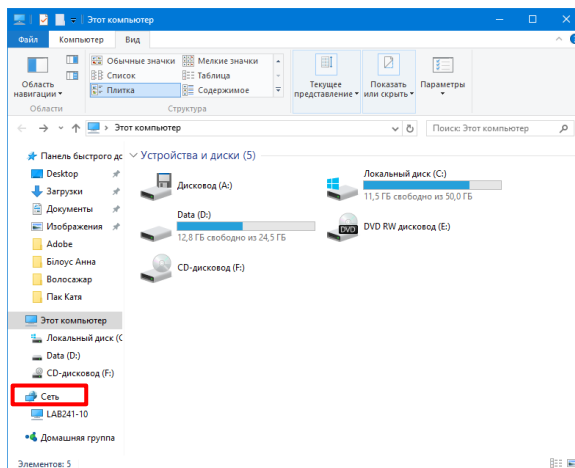 Этот компьютер
Файл Компьютер Вид
Область навигации
Обычные значки
Список
Плитка
Мелкие значки
Таблица
Содержимое
Текущее представление
Показать или скрыть
Параметры
Области
Структура
Этот компьютер
Поиск: Этот компьютер
Панель быстрого дс
Desktop
Загрузки
Документы
Изображения
Adobe
Білоус Анна
Волосажар
Пак Катя
Этот компьютер
Локальный диск (C
Data (D:)
CD-дисковод (F:)
Сеть
LAB241-10
Домашняя группа
Устройства и диски (5)
Дисковод (A:)
Локальный диск (C:)
11,5 ГБ свободно из 50,0 ГБ
Data (D:)
12,8 ГБ свободно из 24,5 ГБ
DVD
DVD RW дисковод (E:)
CD-дисковод (F:)
Элементов: 5